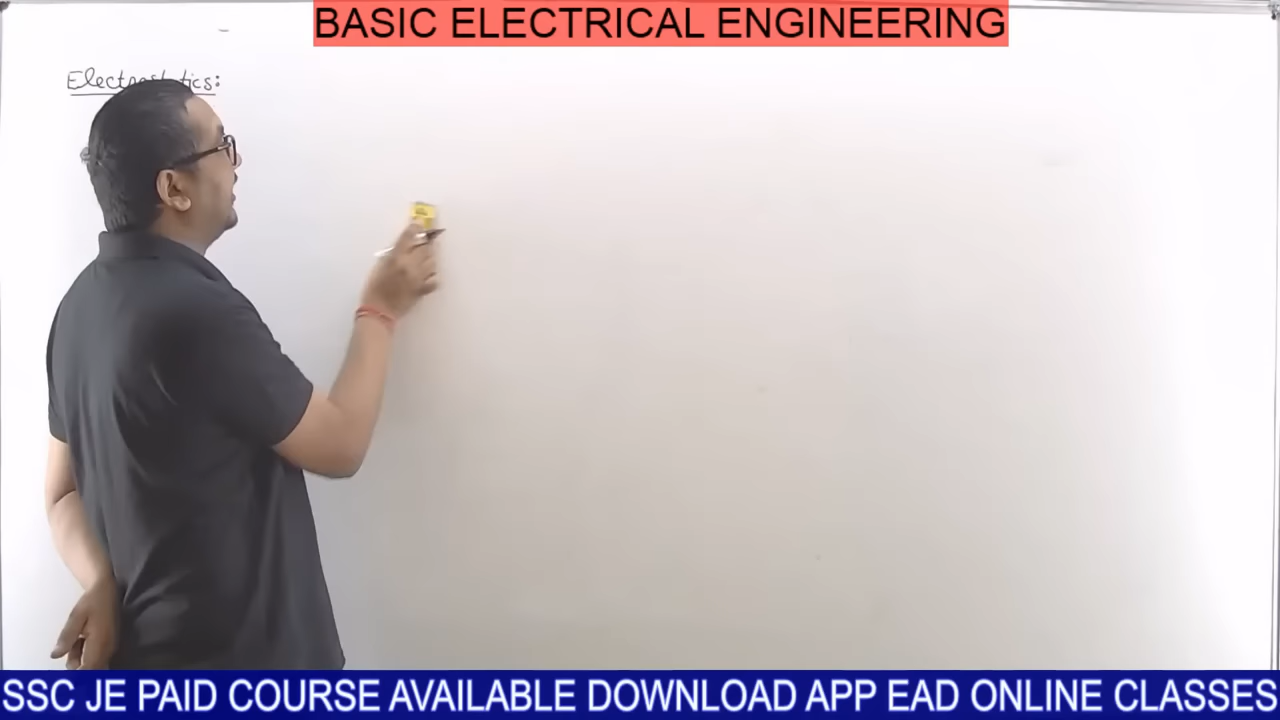 BASIC ELECTRICAL ENGINEERING
Electrostatics:
SSC JE PAID COURSE AVAILABLE DOWNLOAD APP EAD ONLINE CLASSES